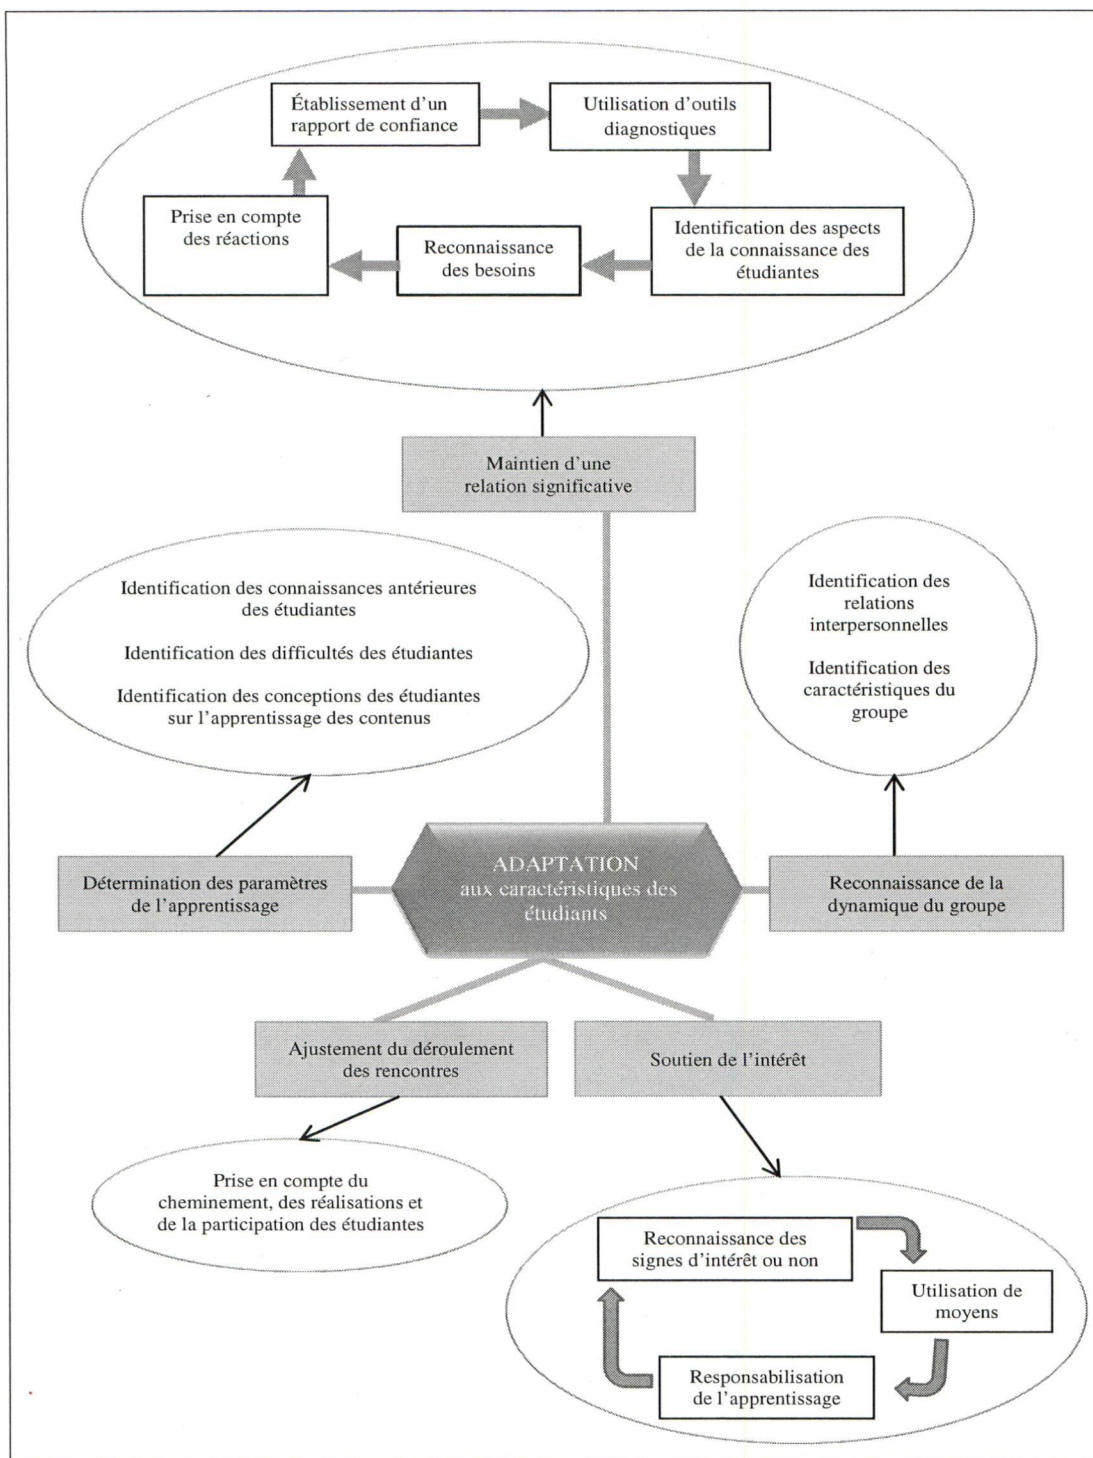 Établissement d'un
rapport de confiance
Utilisation d'outils
diagnostiques
Prise en compte
des réactions
Reconnaissance
des besoins
Identification des aspects
de la connaissance des
étudiantes
Maintien d'une
relation significative
Identification des connaissances antérieures
des étudiantes
Identification des difficultés des étudiantes
Identification des conceptions des étudiantes
sur l'apprentissage des contenus
Identification des
relations
interpersonnelles
Identification des
caractéristiques du
groupe
Détermination des paramètres
de l'apprentissage
ADAPTATION
aux caractéristiques des
étudiants
Reconnaissance de la
dynamique du groupe
Ajustement du déroulement
des rencontres
Soutien de l'intérêt
Prise en compte du
cheminement, des réalisations et
de la participation des étudiantes
Reconnaissance des
signes d'intérêt ou non
Utilisation de
moyens
Responsabilisation
de l'apprentissage